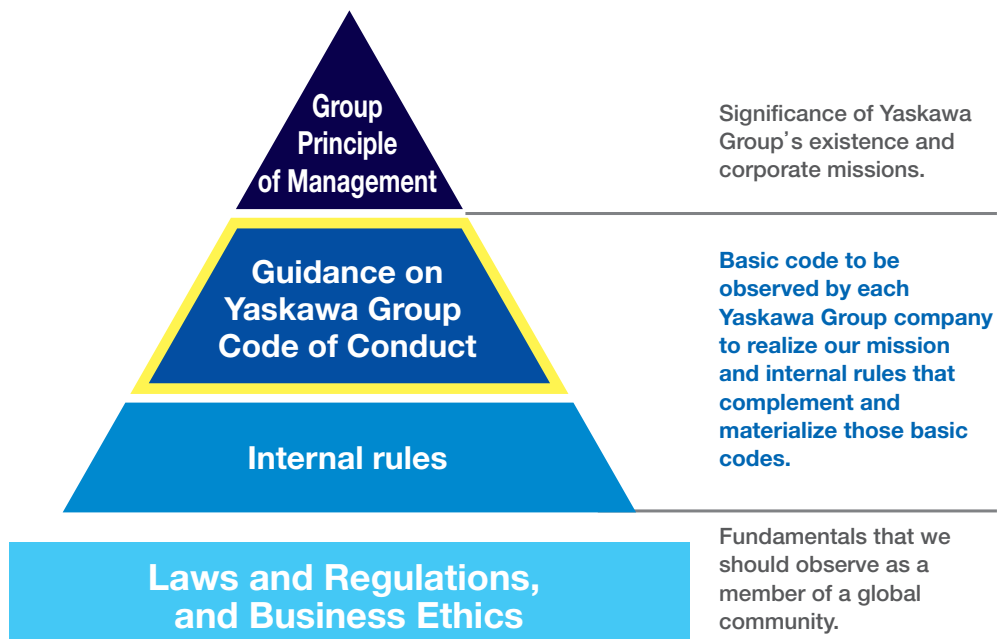 Group
Principle
of Management
Significance of Yaskawa
Group's existence and
corporate missions.
Guidance on
Yaskawa Group
Code of Conduct
Basic code to be
observed by each
Yaskawa Group company
to realize our mission
and internal rules that
complement and
materialize those basic
codes.
Internal rules
Laws and Regulations,
and Business Ethics
Fundamentals that we
should observe as a
member of a global
community.